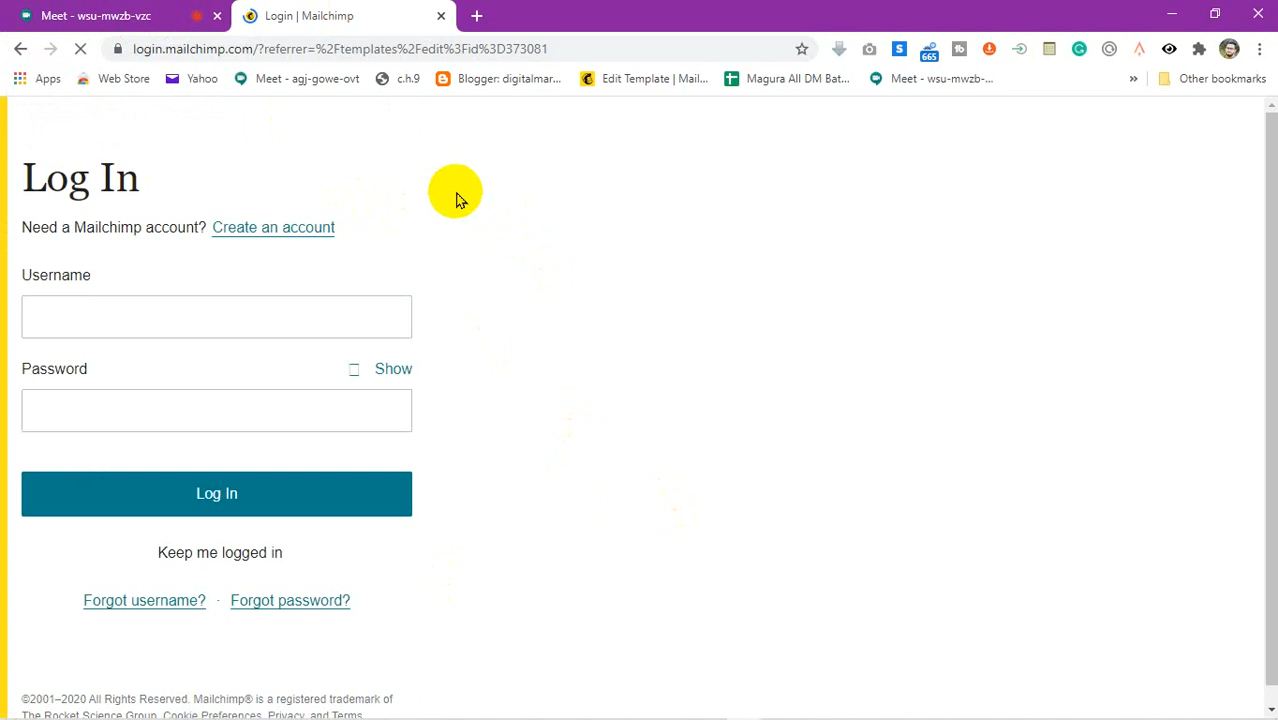 Meet - wsu-mwzb-vzc
Login | Mailchimp
login.mailchimp.com/?referrer=%2Ftemplates%2Fedit%3Fid%3D373081
665
Apps
Web Store
Yahoo
Meet - agj-gowe-ovt
c.h.9
Blogger: digitalmar...
Edit Template | Mail...
Magura All DM Bat...
Meet - wsu-mwzb-...
»
Other bookmarks
Log In
Need a Mailchimp account? Create an account
Username
Password
Show
Log In
Keep me logged in
Forgot username? · Forgot password?
©2001–2020 All Rights Reserved. Mailchimp® is a registered trademark of
The Rocket Science Group. Cookie Preferences, Privacy, and Terms.